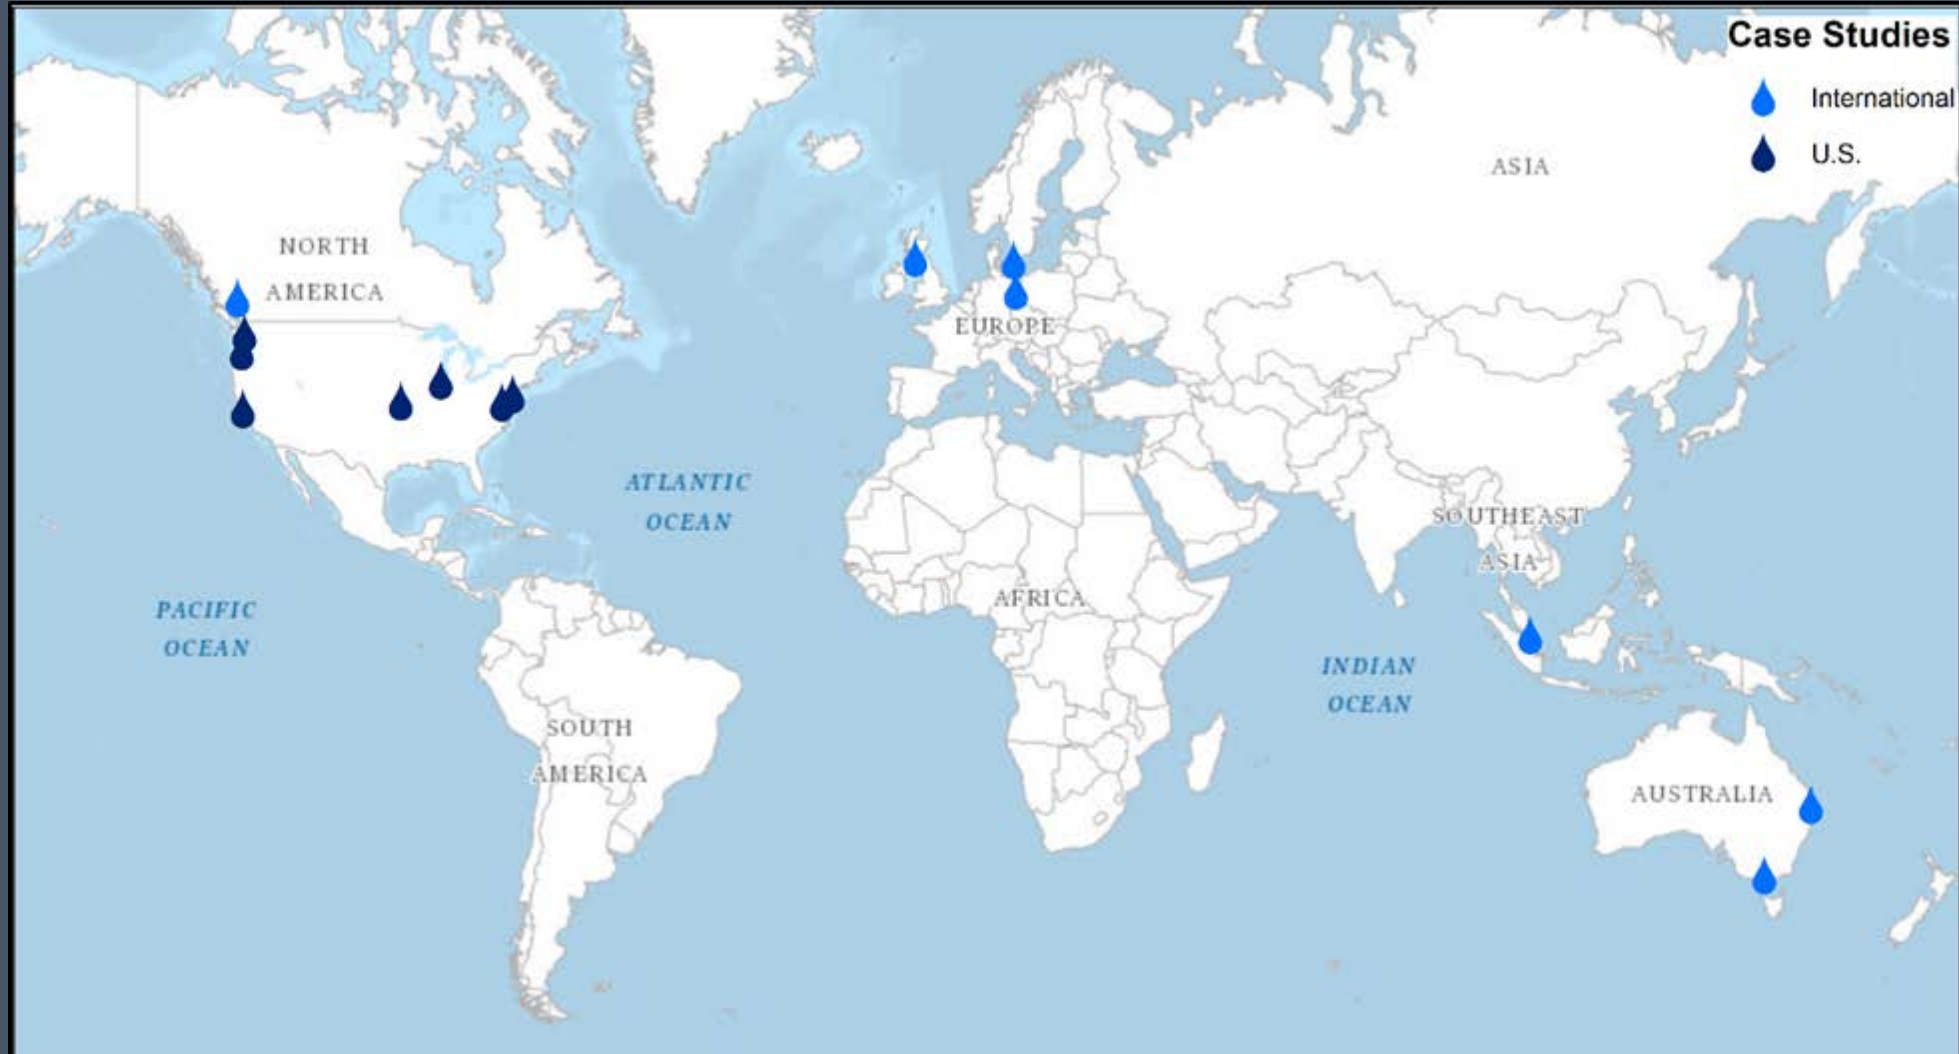 Case Studies
International
U.S.
ASIA
NORTH
AMERICA
EUROPE
ATLANTIC
OCEAN
SOUTHEAST
ASIA
PACIFIC
OCEAN
AFRICA
INDIAN
OCEAN
SOUTH
AMERICA
AUSTRALIA